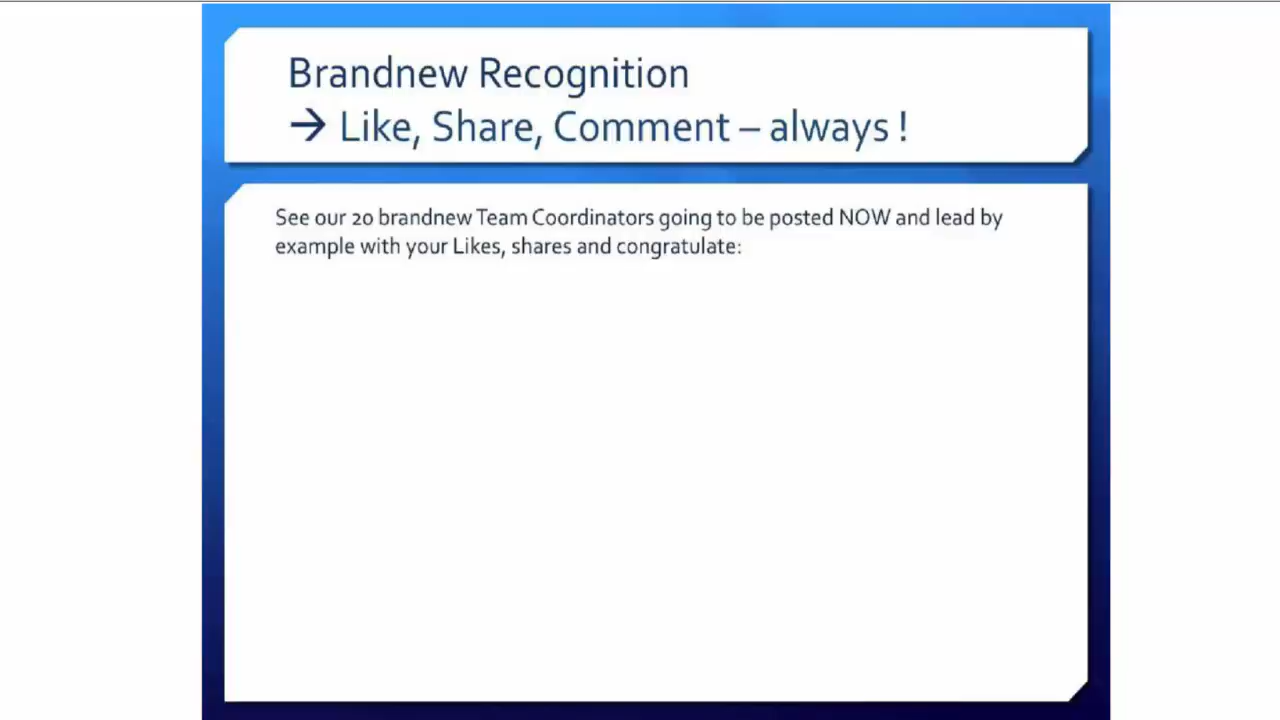 Brandnew Recognition
→ Like, Share, Comment – always !
See our 20 brandnew Team Coordinators going to be posted NOW and lead by
example with your Likes, shares and congratulate: